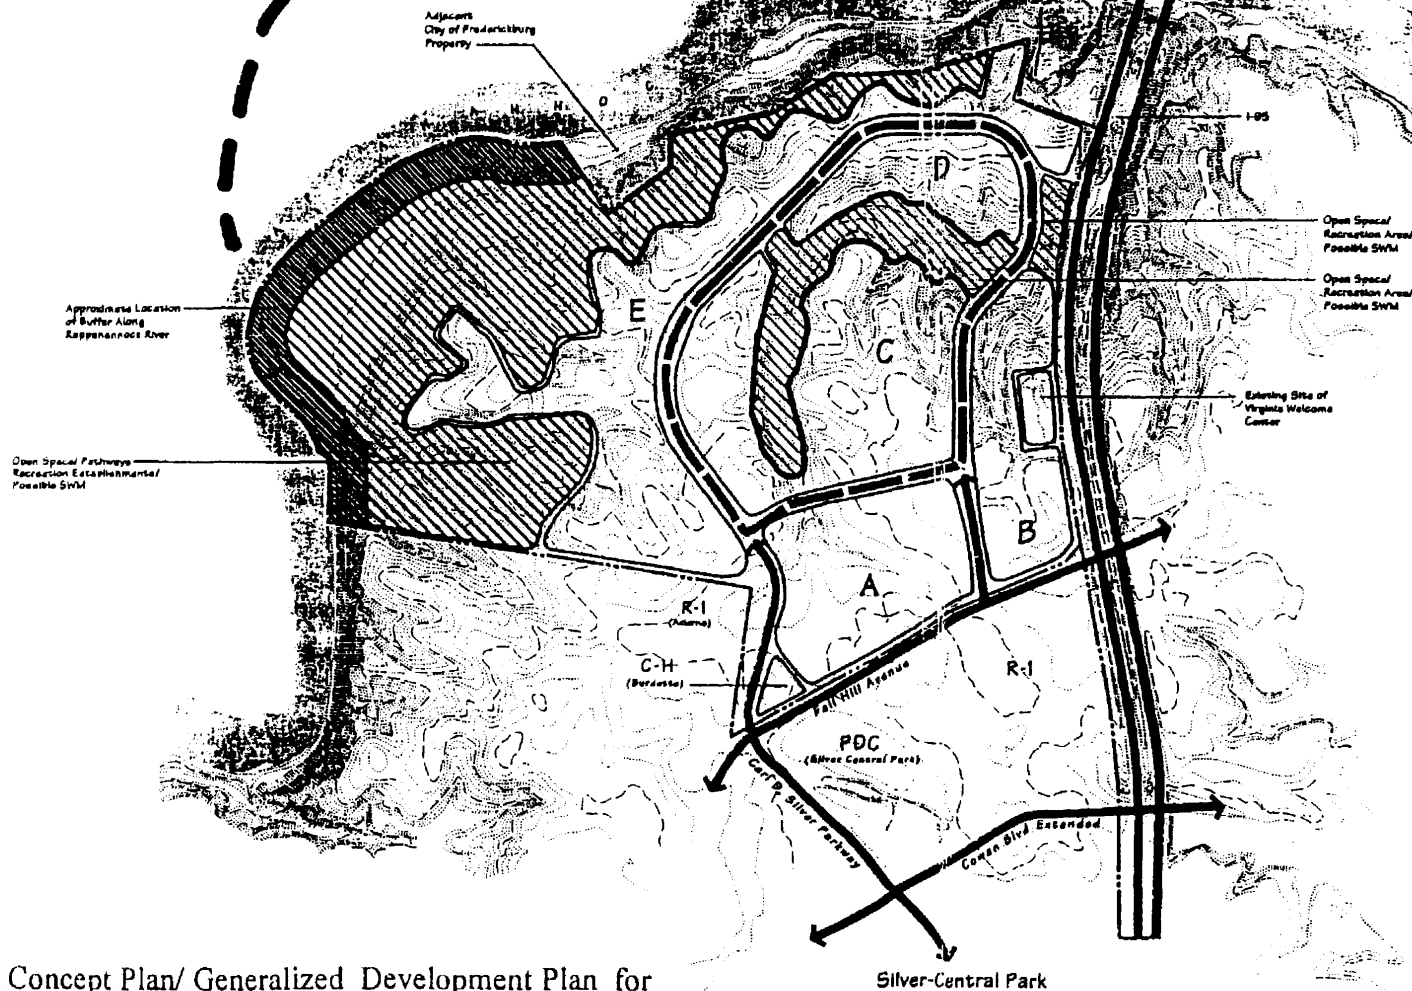 Adjacent
City of Fredericksburg
Property
I-95
D
Open Space/
Recreation Area/
Possible SWM
Open Space/
Recreation Area/
Possible SWM
E
Approximate Location
of Buffer Along
Rappahannock River
C
Existing Site of
Virginia Welcome
Center
Open Space/ Pathways
Recreation Establishments/
Possible SWM
B
A
R-1
(Adams)
C-H
R-1
Fall Hill Avenue
PDC
(Silver Central Park)
Carl D. Silver Parkway
Cowan Blvd. Extended
Concept Plan/ Generalized Development Plan for
Silver-Central Park